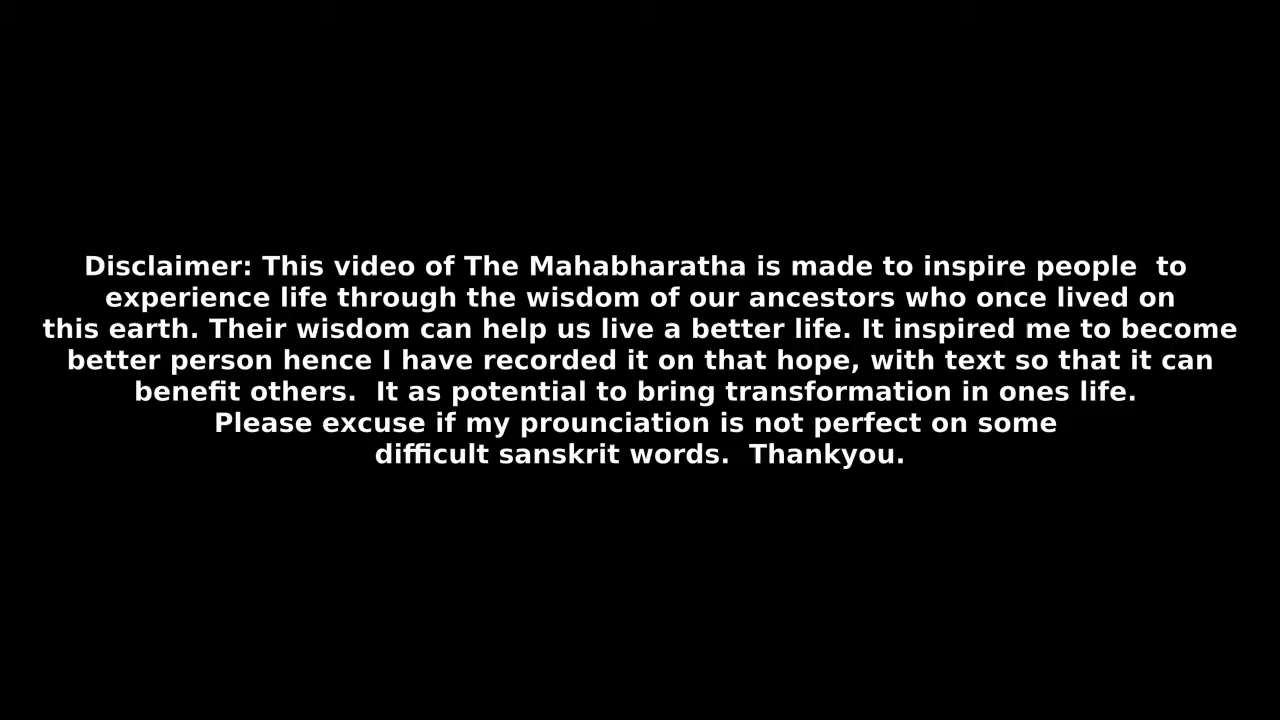 Disclaimer: This video of The Mahabharatha is made to inspire people  to
experience life through the wisdom of our ancestors who once lived on
this earth. Their wisdom can help us live a better life. It inspired me to become
better person hence I have recorded it on that hope, with text so that it can
benefit others.  It as potential to bring transformation in ones life.
Please excuse if my prounciation is not perfect on some
difficult sanskrit words.  Thankyou.